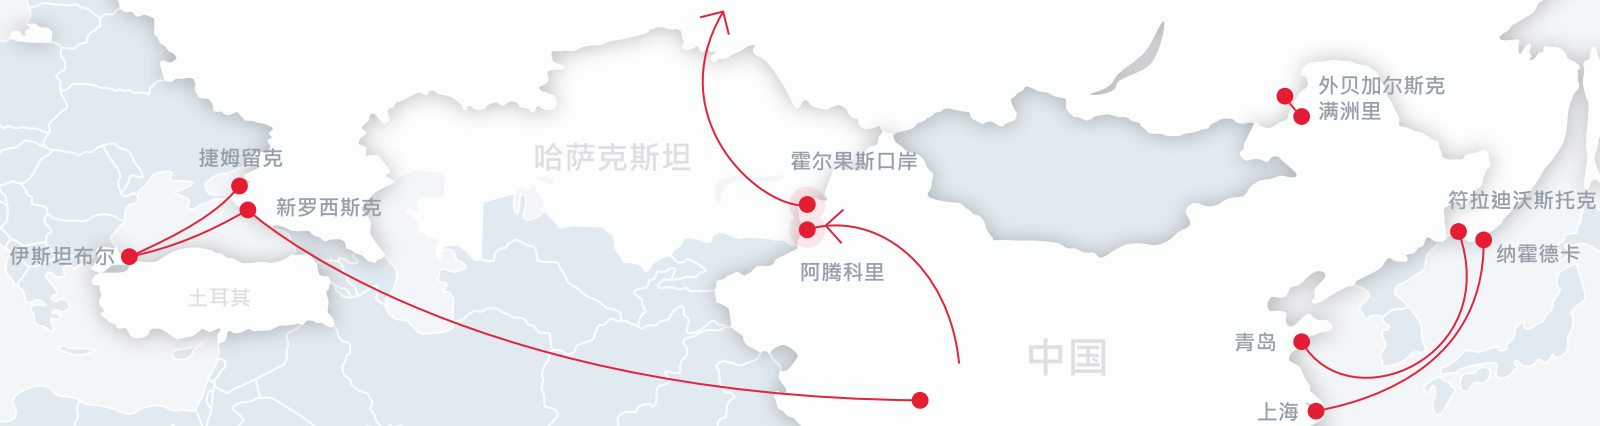 外贝加尔斯克
满洲里
捷姆留克
哈萨克斯坦
霍尔果斯口岸
新罗西斯克
符拉迪沃斯托克
伊斯坦布尔
纳霍德卡
阿腾科里
土耳其
青岛
中国
上海